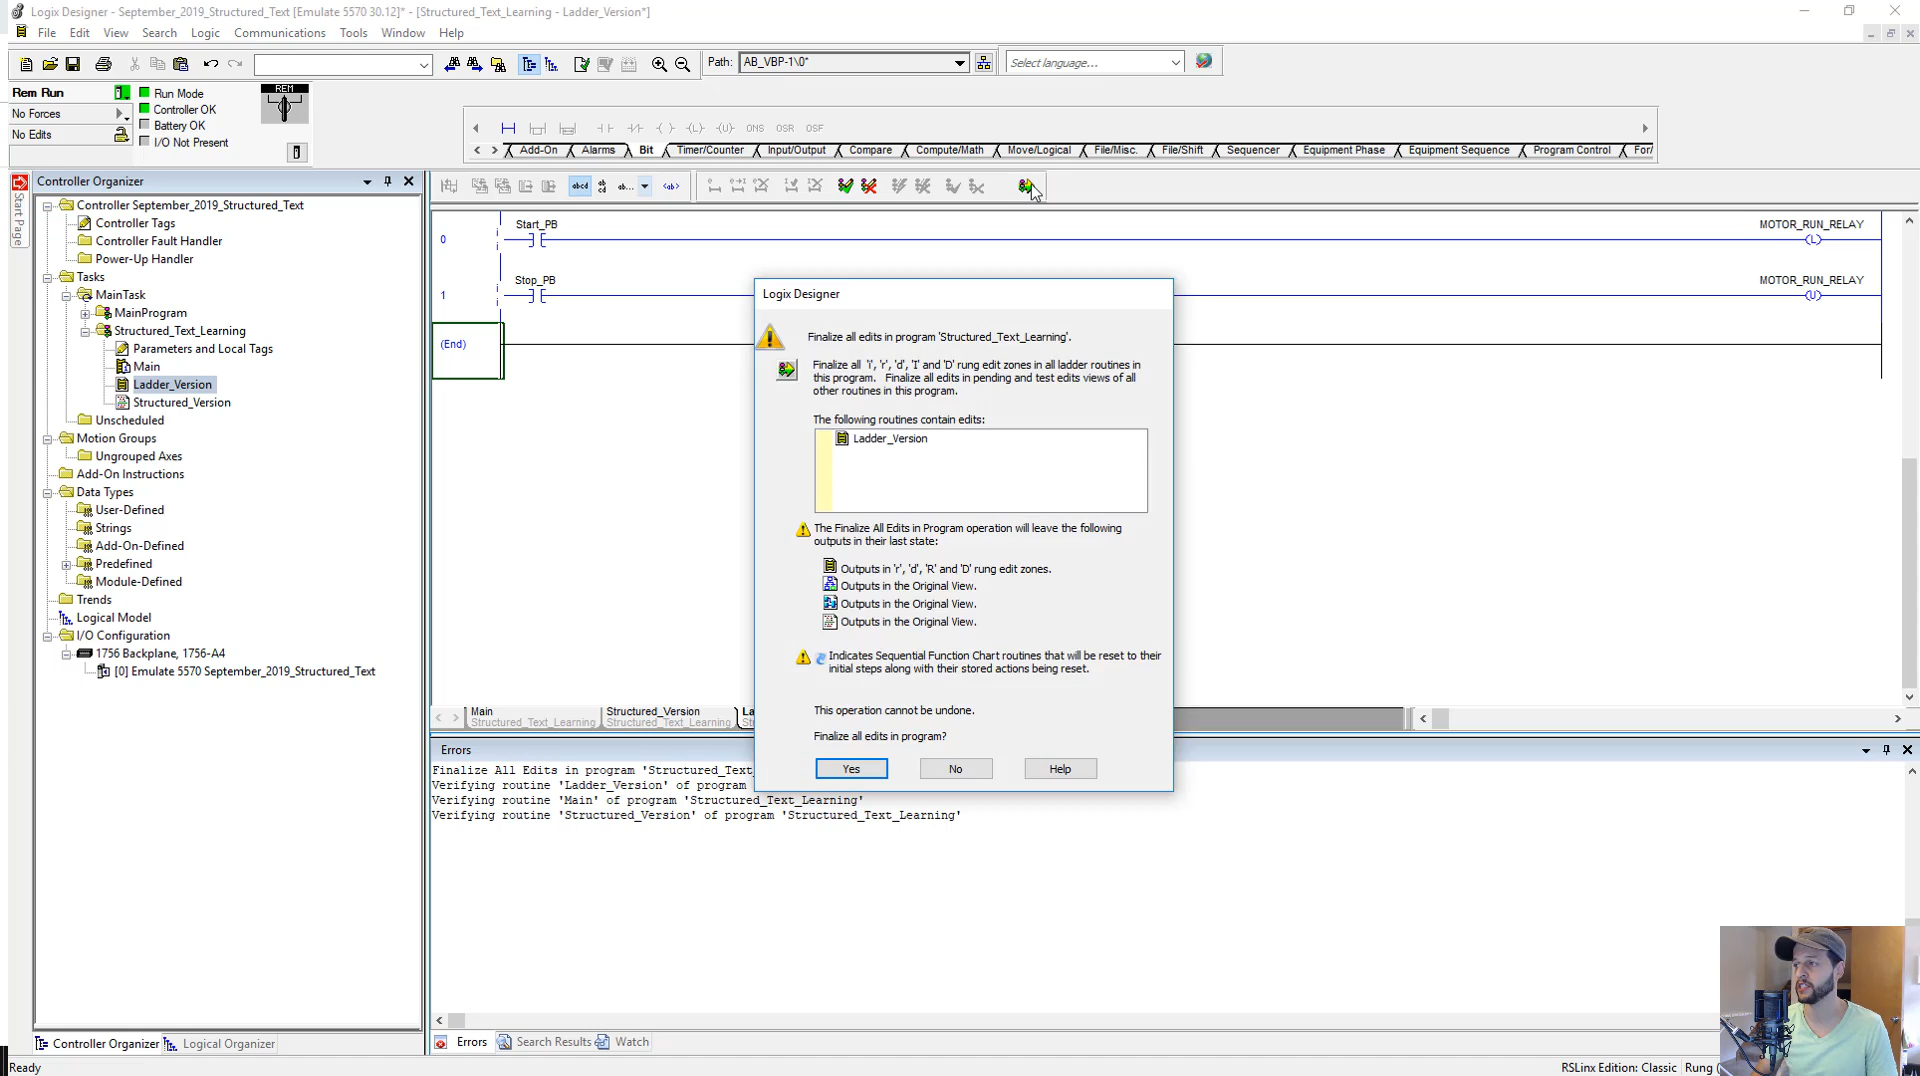 Logix Designer - September_2019_Structured_Text [Emulate 5570 30.12]* - [Structured_Text_Learning - Ladder_Version*]
File Edit View Search Logic Communications Tools Window Help
Path: AB_VBP-1\0* Select language...
Rem Run
No Forces
No Edits
Run Mode
Controller OK
Battery OK
I/O Not Present
REM
(L) (U) ONS OSR OSF
Add-On Alarms Bit Timer/Counter Input/Output Compare Compute/Math Move/Logical File/Misc. File/Shift Sequencer Equipment Phase Equipment Sequence Program Control For/
Start Page
Controller Organizer
Controller September_2019_Structured_Text
Controller Tags
Controller Fault Handler
Power-Up Handler
Tasks
MainTask
MainProgram
Structured_Text_Learning
Parameters and Local Tags
Main
Ladder_Version
Structured_Version
Unscheduled
Motion Groups
Ungrouped Axes
Add-On Instructions
Data Types
User-Defined
Strings
Add-On-Defined
Predefined
Module-Defined
Trends
Logical Model
I/O Configuration
1756 Backplane, 1756-A4
[0] Emulate 5570 September_2019_Structured_Text
Controller Organizer Logical Organizer
abcd ab cd ab... <ab>
Start_PB MOTOR_RUN_RELAY
0 (L)
Stop_PB MOTOR_RUN_RELAY
1 (U)
(End)
Logix Designer
Finalize all edits in program 'Structured_Text_Learning'.
Finalize all 'i', 'r', 'd', 'I' and 'D' rung edit zones in all ladder routines in
this program. Finalize all edits in pending and test edits views of all
other routines in this program.
The following routines contain edits:
Ladder_Version
The Finalize All Edits in Program operation will leave the following
outputs in their last state:
Outputs in 'r', 'd', 'R' and 'D' rung edit zones.
Outputs in the Original View.
Outputs in the Original View.
Outputs in the Original View.
Indicates Sequential Function Chart routines that will be reset to their
initial steps along with their stored actions being reset.
This operation cannot be undone.
Finalize all edits in program?
Yes No Help
Main
Structured_Text_Learning
Structured_Version
Structured_Text_Learning
Errors
Finalize All Edits in program 'Structured_Text_
Verifying routine 'Ladder_Version' of program
Verifying routine 'Main' of program 'Structured_Text_Learning'
Verifying routine 'Structured_Version' of program 'Structured_Text_Learning'
Errors Search Results Watch
Ready RSLinx Edition: Classic Rung (